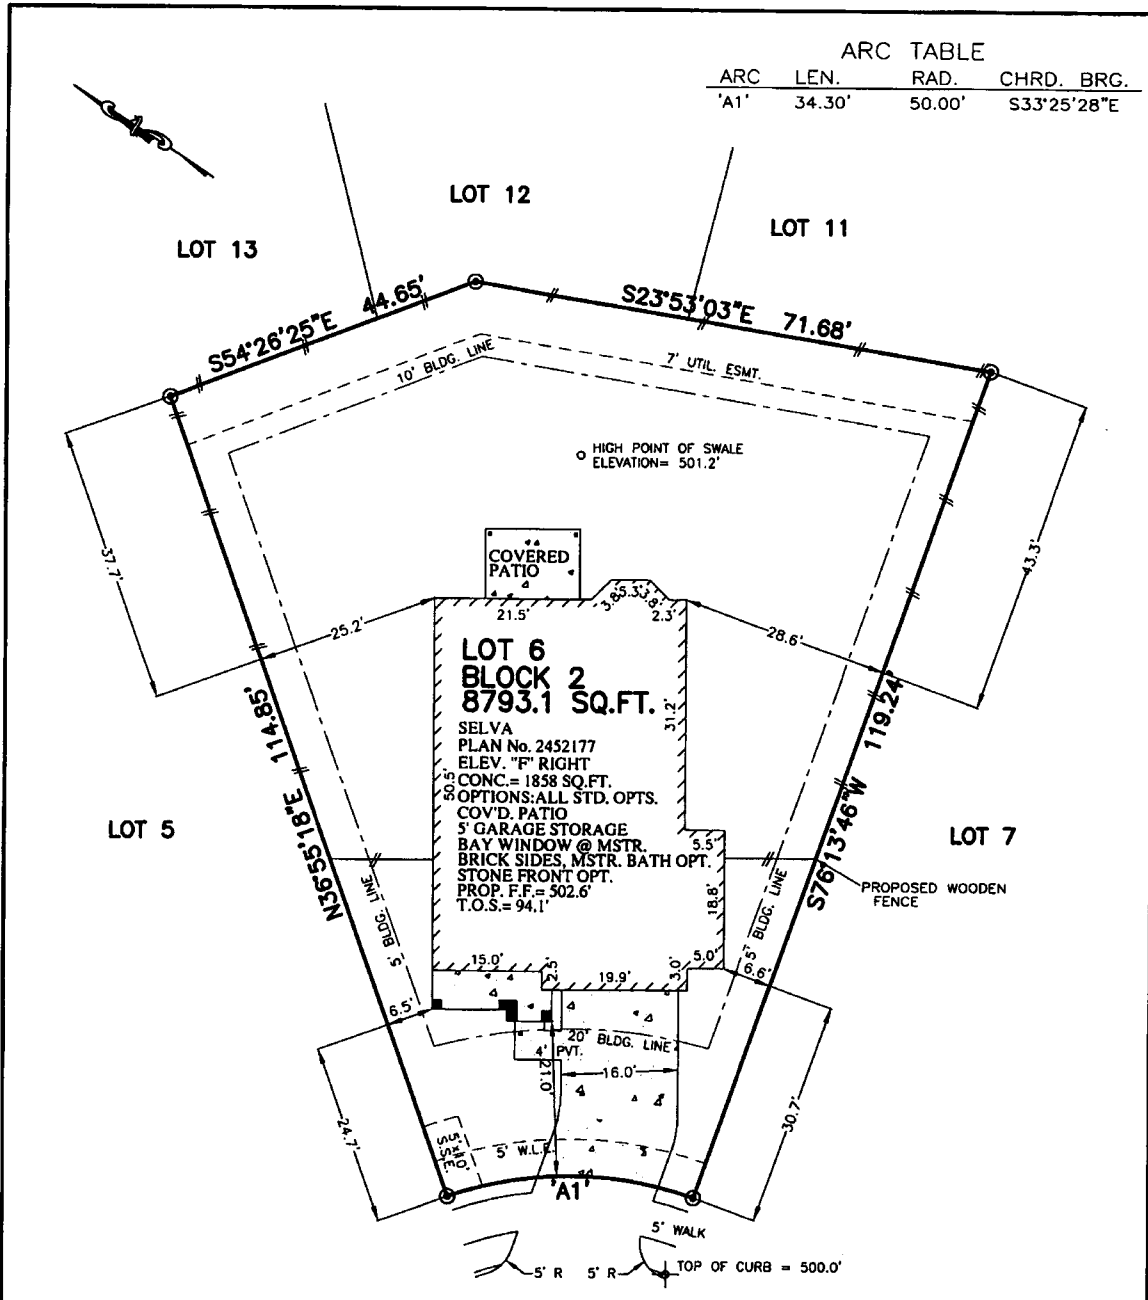 ARC TABLE
ARC LEN. RAD. CHRD. BRG.
'A1' 34.30' 50.00' S33°25'28"E
LOT 12
LOT 11
LOT 13
S54°26'25"E 44.65'
S23°53'03"E 71.68'
10' BLDG. LINE
7' UTIL. ESMT.
HIGH POINT OF SWALE
ELEVATION= 501.2'
37.7'
43.3'
COVERED
PATIO
25.2'
21.5'
3.8'
5.3'
3.8'
2.3'
28.6'
LOT 6
BLOCK 2
8793.1 SQ.FT.
SELVA
PLAN No. 2452177
ELEV. "F" RIGHT
CONC.= 1858 SQ.FT.
OPTIONS:ALL STD. OPTS.
COV'D. PATIO
5' GARAGE STORAGE
BAY WINDOW @ MSTR.
BRICK SIDES, MSTR. BATH OPT.
STONE FRONT OPT.
PROP. F.F.= 502.6'
T.O.S.= 94.1'
50.5'
31.2'
5.5'
18.8'
N36°55'18"E 114.85'
S76°13'46"W 119.24'
LOT 5
LOT 7
PROPOSED WOODEN
FENCE
5' BLDG. LINE
5' BLDG. LINE
15.0'
2.5'
19.9'
3.0'
5.0'
6.6'
6.5'
20' BLDG. LINE
4' PVT.
21.0'
16.0'
24.7'
30.7'
5'x10'
S.S.E.
5' W.L.E.
A1
5' WALK
5' R 5' R
TOP OF CURB = 500.0'